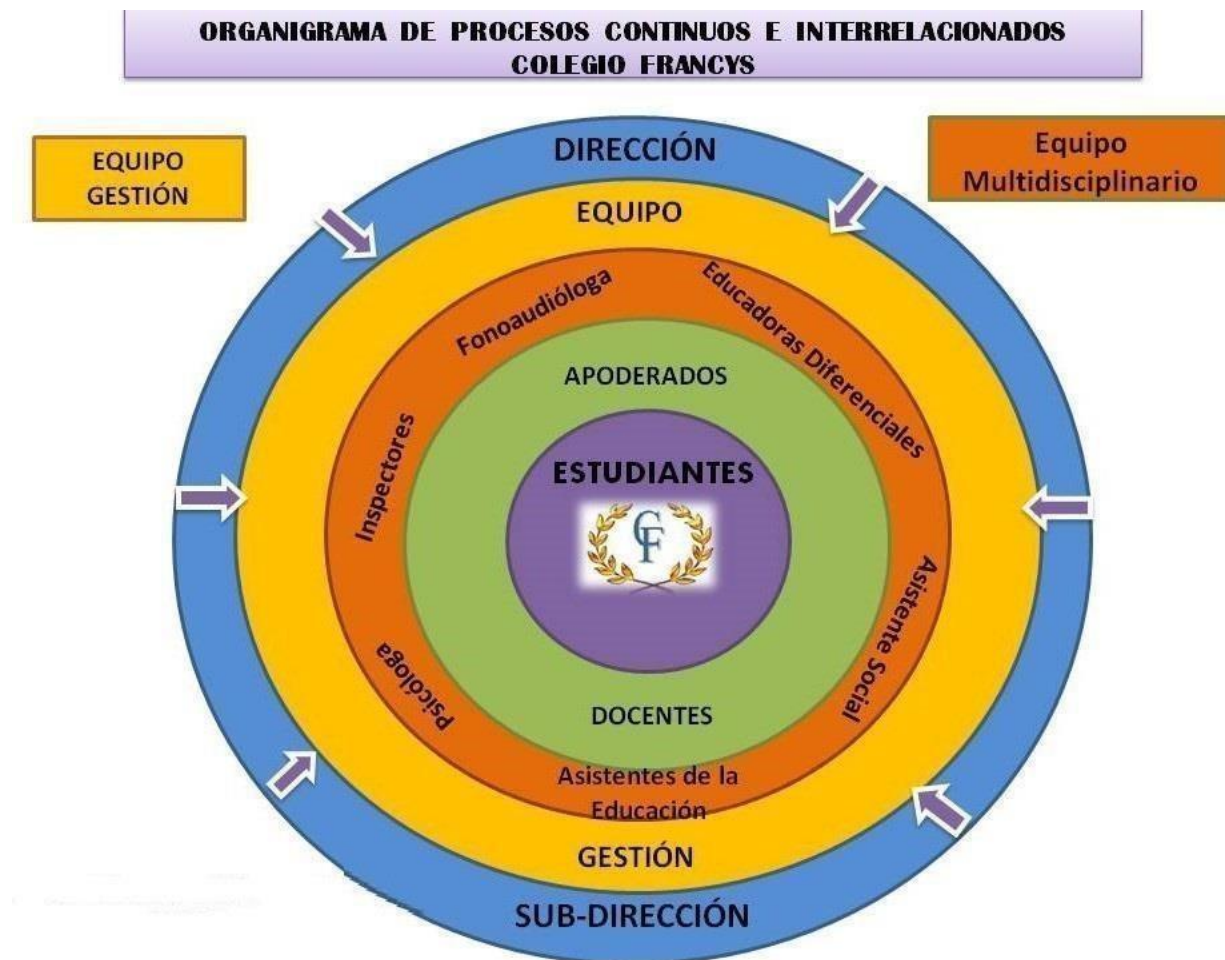 ORGANIGRAMA DE PROCESOS CONTINUOS E INTERRELACIONADOS
COLEGIO FRANCYS
EQUIPO
GESTIÓN
Equipo
Multidisciplinario
DIRECCIÓN
EQUIPO
Fonoaudióloga
Educadoras Diferenciales
APODERADOS
Inspectores
ESTUDIANTES
CF
Asistente Social
Psicóloga
DOCENTES
Asistentes de la
Educación
GESTIÓN
SUB-DIRECCIÓN